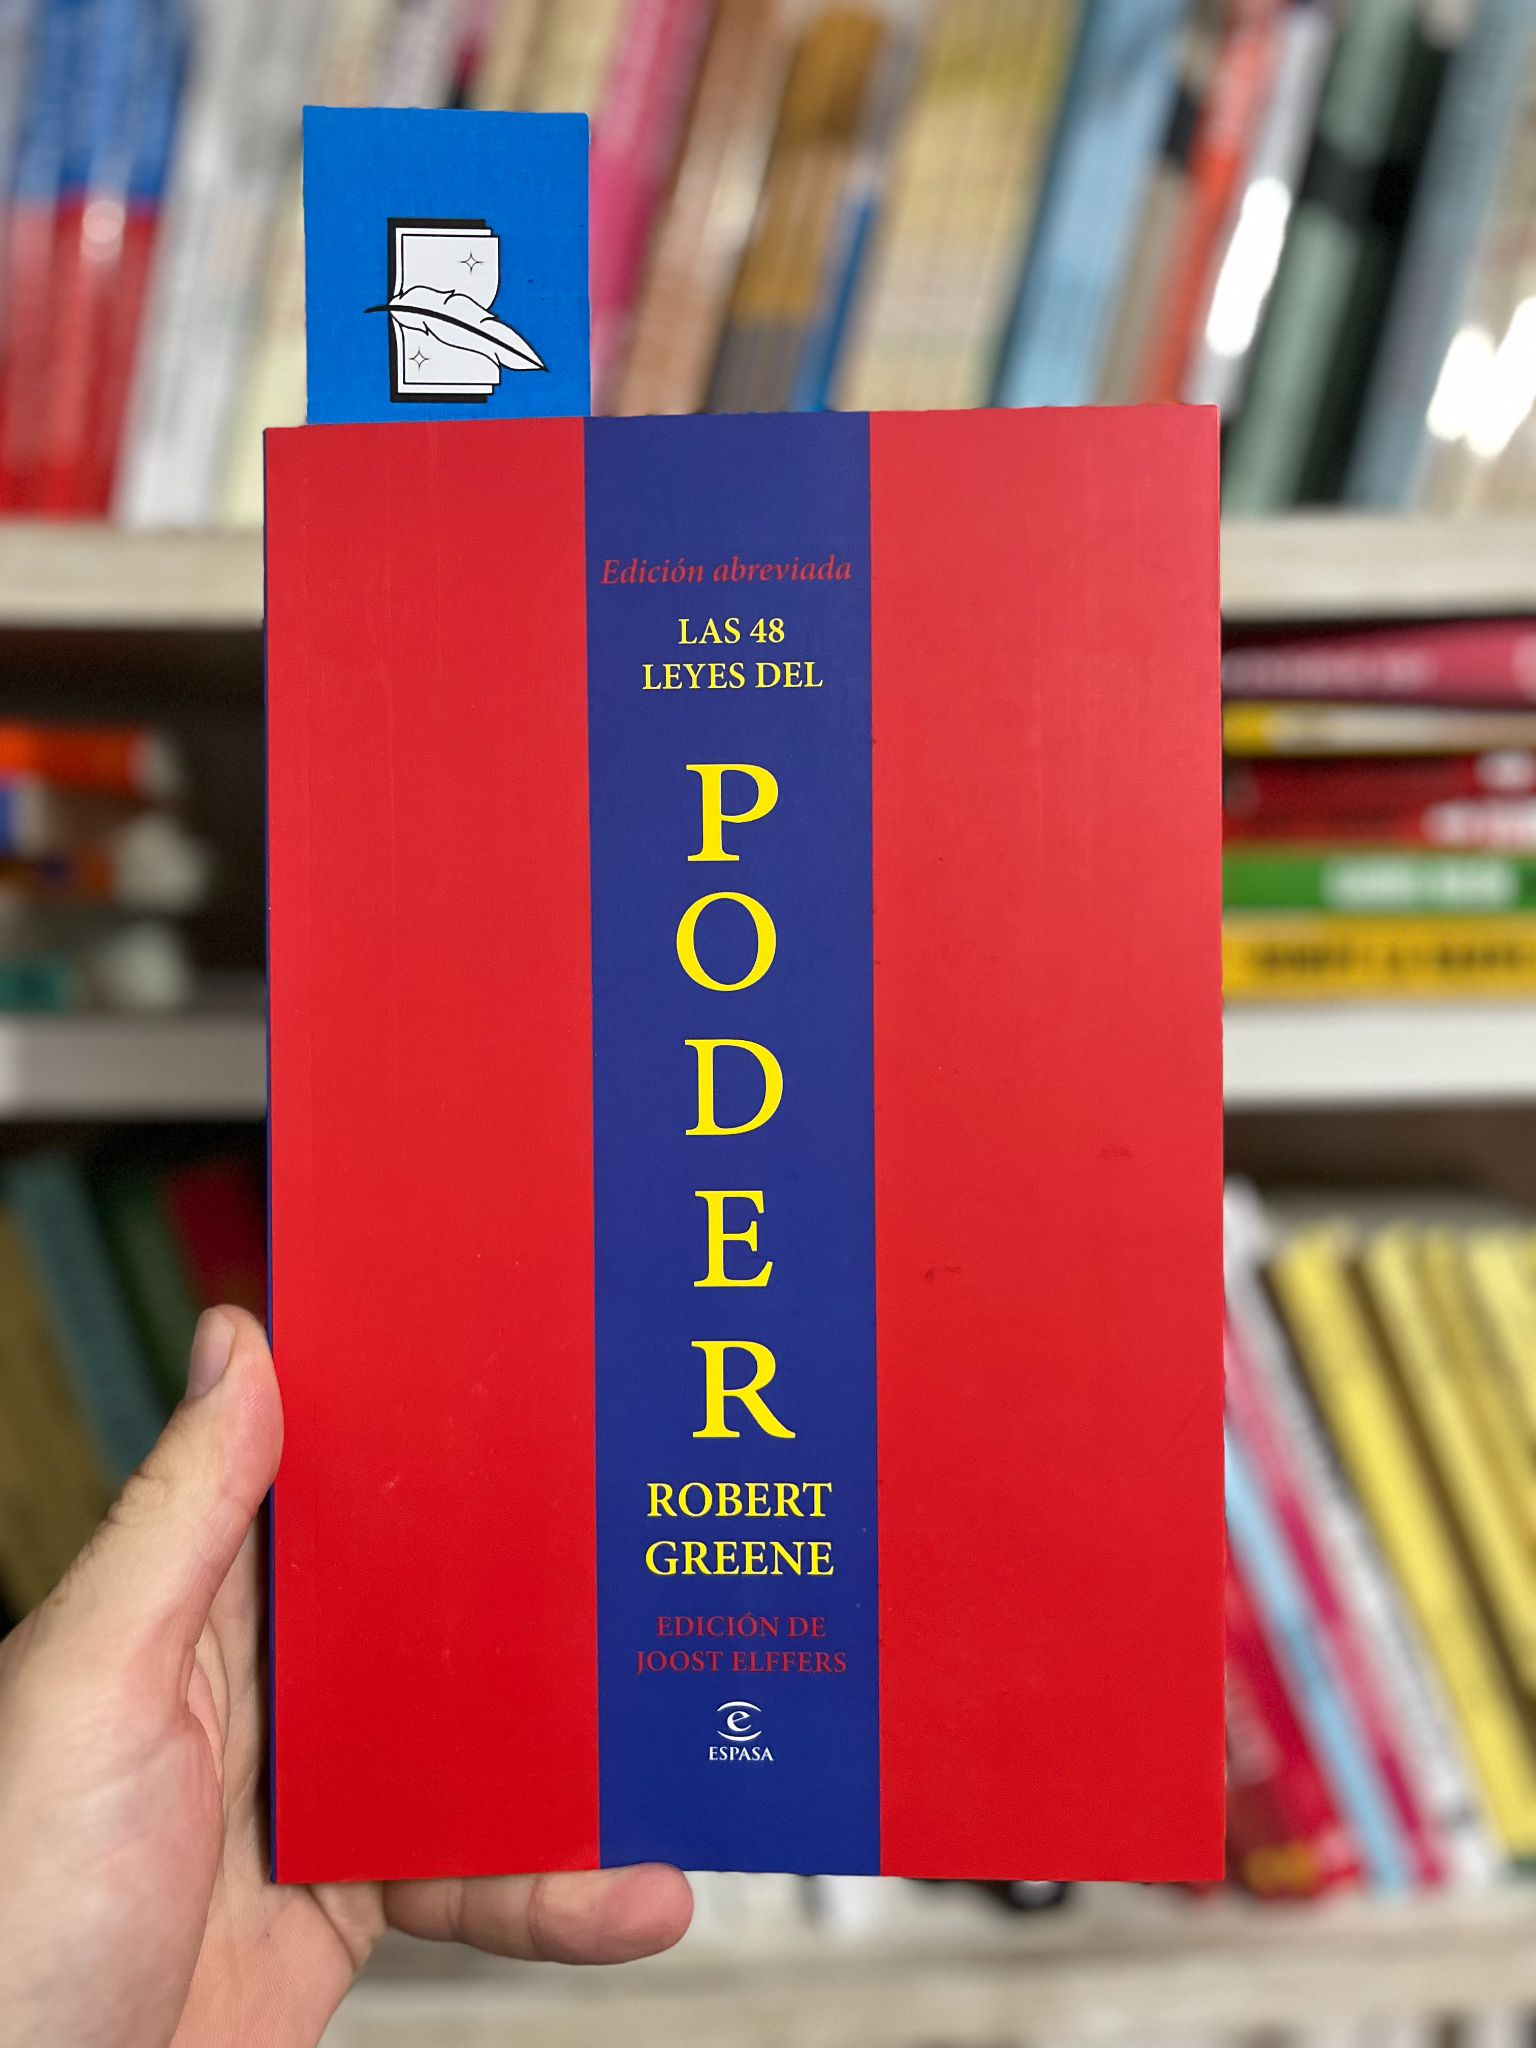 Edición abreviada
LAS 48
LEYES DEL
P
O
D
E
R
ROBERT
GREENE
EDICIÓN DE
JOOST ELFFERS
e
ESPASA